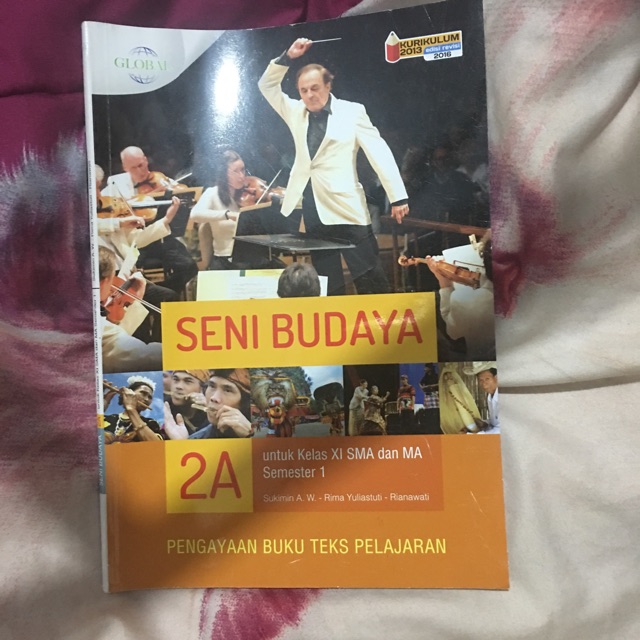 GLOBAL
KURIKULUM
2013 edisi revisi
2016
SENI BUDAYA
2A
untuk Kelas XI SMA dan MA
Semester 1
Sukimin A. W. - Rima Yuliastuti - Rianawati
PENGAYAAN BUKU TEKS PELAJARAN